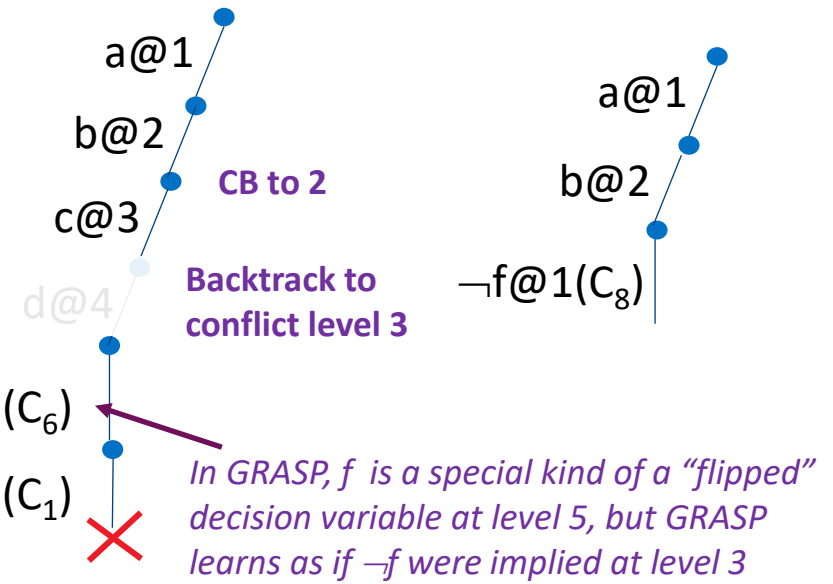 a@1
b@2
CB to 2
c@3
Backtrack to
conflict level 3
d@4
(C₆)
(C₁)
In GRASP, f is a special kind of a “flipped”
decision variable at level 5, but GRASP
learns as if ¬f were implied at level 3
a@1
b@2
¬f@1(C₈)